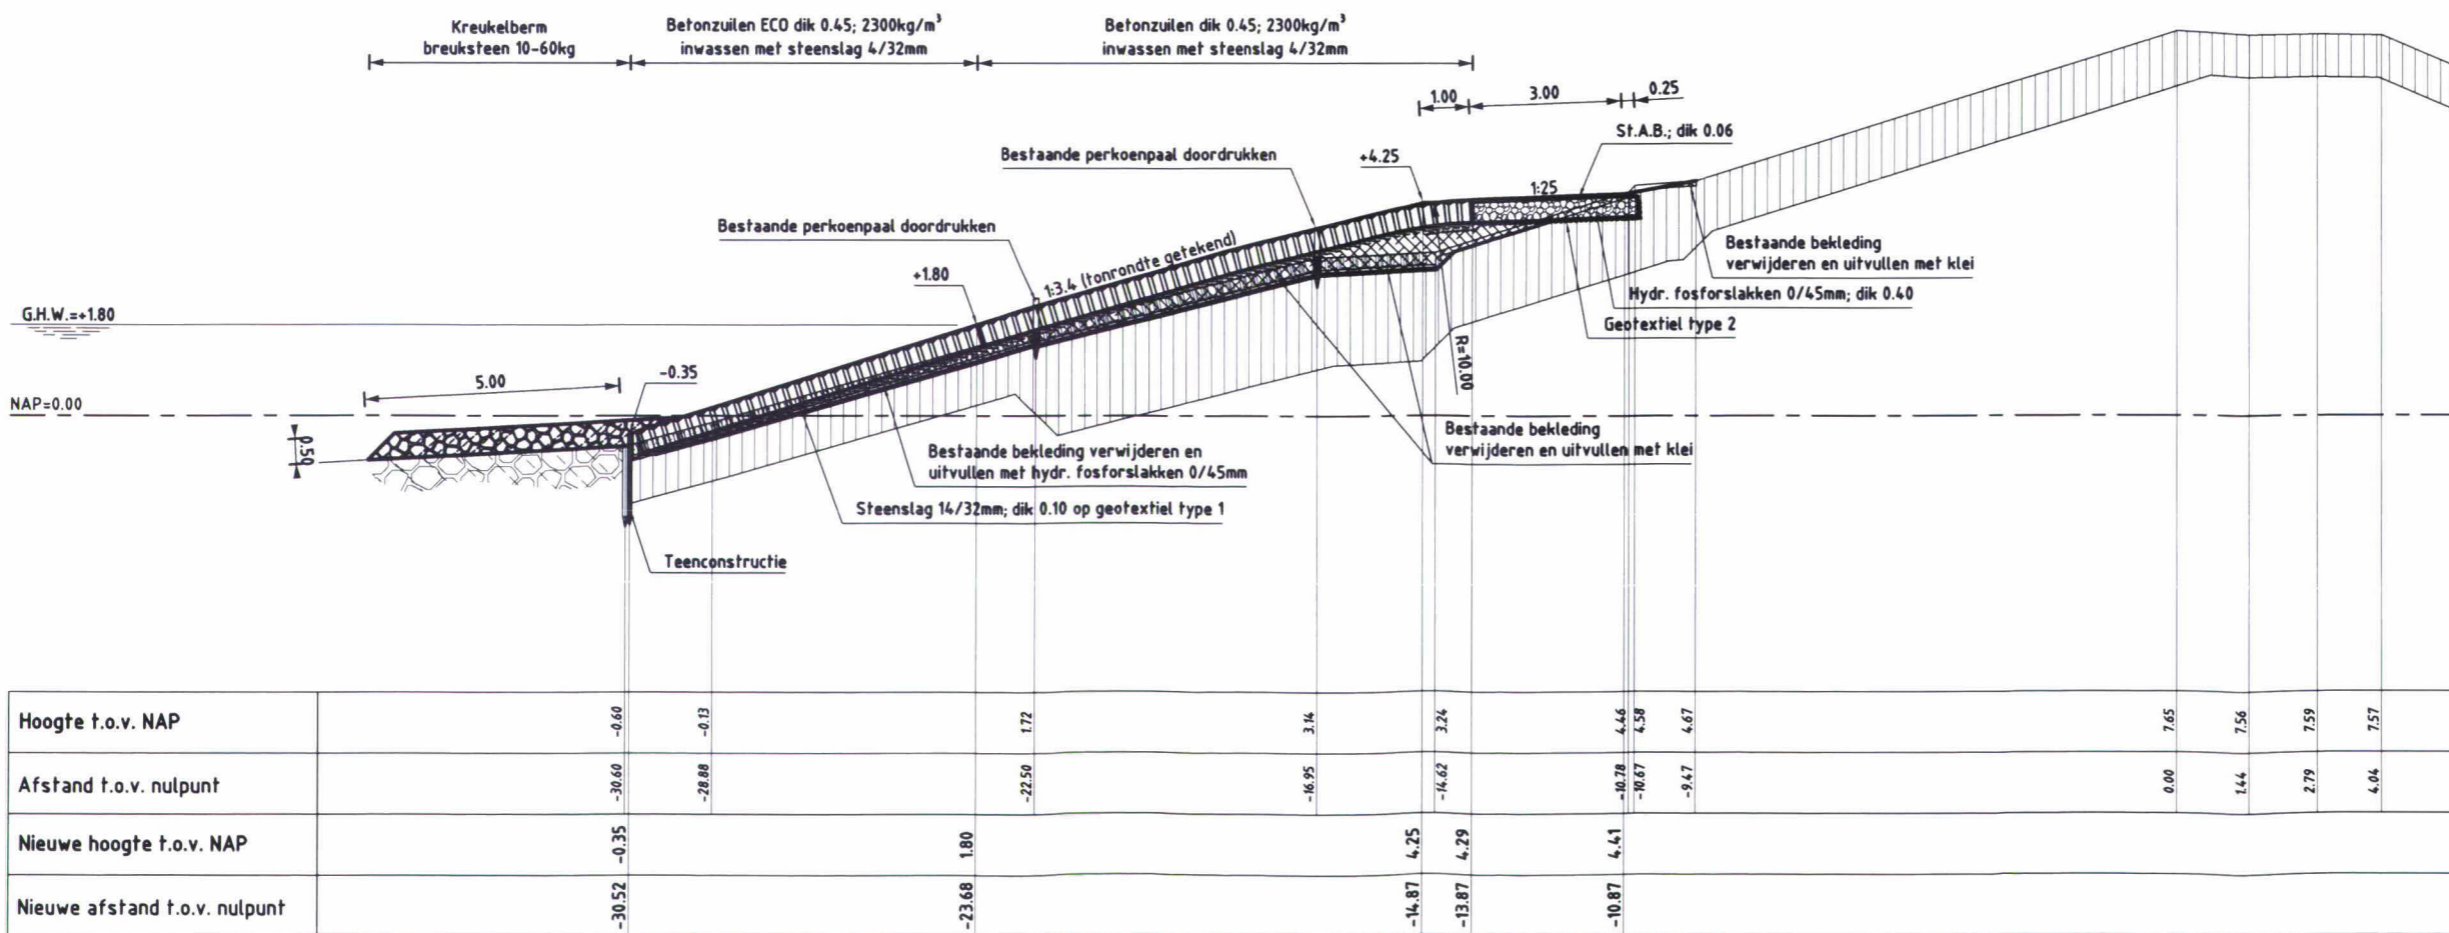 Kreukelberm
breuksteen 10-60kg
Betonzuilen ECO dik 0.45; 2300kg/m³
inwassen met steenslag 4/32mm
Betonzuilen dik 0.45; 2300kg/m³
inwassen met steenslag 4/32mm
1.00
3.00
0.25
St.A.B.; dik 0.06
Bestaande perkoenpaal doordrukken
+4.25
1:25
Bestaande perkoenpaal doordrukken
1:3.4 (tonrondte getekend)
+1.80
Bestaande bekleding
verwijderen en uitvullen met klei
Hydr. fosforslakken 0/45mm; dik 0.40
Geotextiel type 2
G.H.W.=+1.80
R=10.00
5.00
-0.35
NAP=0.00
0.50
Bestaande bekleding verwijderen en
uitvullen met hydr. fosforslakken 0/45mm
Bestaande bekleding
verwijderen en uitvullen met klei
Steenslag 14/32mm; dik 0.10 op geotextiel type 1
Teenconstructie
Hoogte t.o.v. NAP -0.60 -0.13 1.72 3.14 3.24 4.46 4.58 4.67 7.65 7.56 7.59 7.57
Afstand t.o.v. nulpunt -30.60 -28.88 -22.50 -16.95 -14.62 -10.78 -10.67 -9.47 0.00 1.44 2.79 4.04
Nieuwe hoogte t.o.v. NAP -0.35 1.80 4.25 4.29 4.41
Nieuwe afstand t.o.v. nulpunt -30.52 -23.68 -14.87 -13.87 -10.87